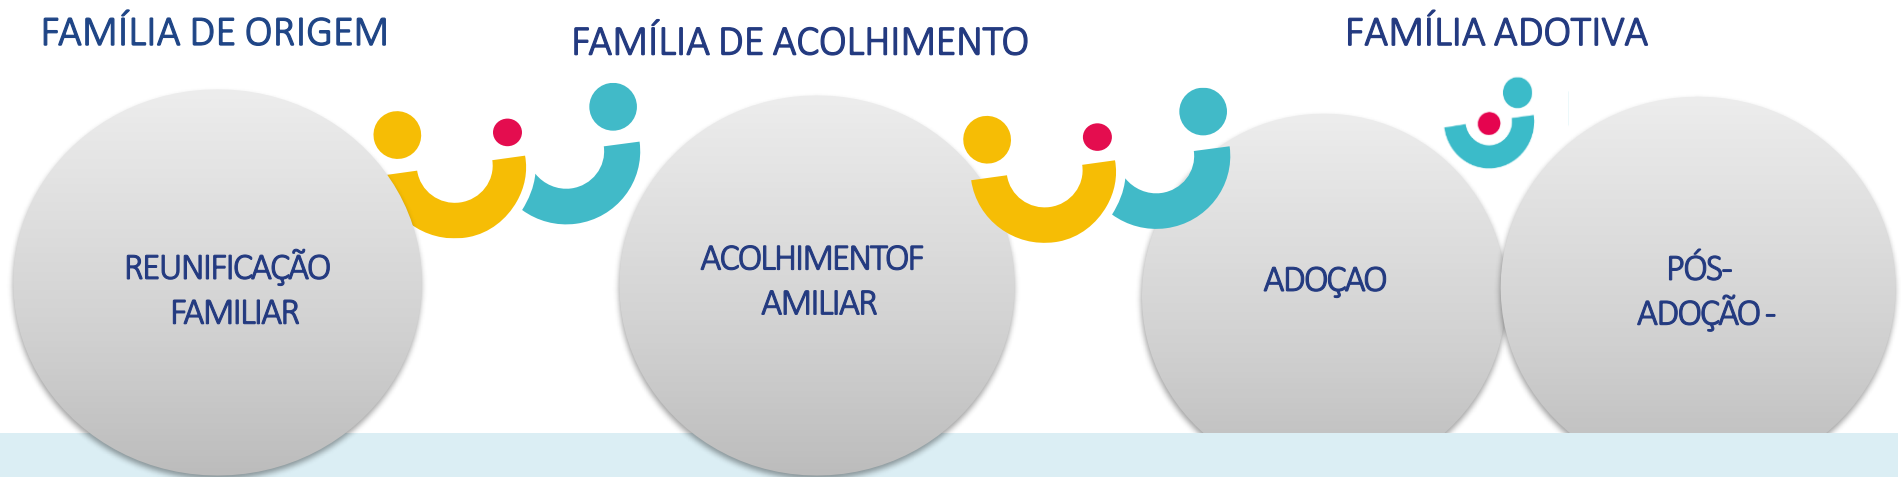 FAMÍLIA DE ORIGEM
FAMÍLIA DE ACOLHIMENTO
FAMÍLIA ADOTIVA
REUNIFICAÇÃO
FAMILIAR
ACOLHIMENTOF
AMILIAR
ADOÇAO
PÓS-
ADOÇÃO -